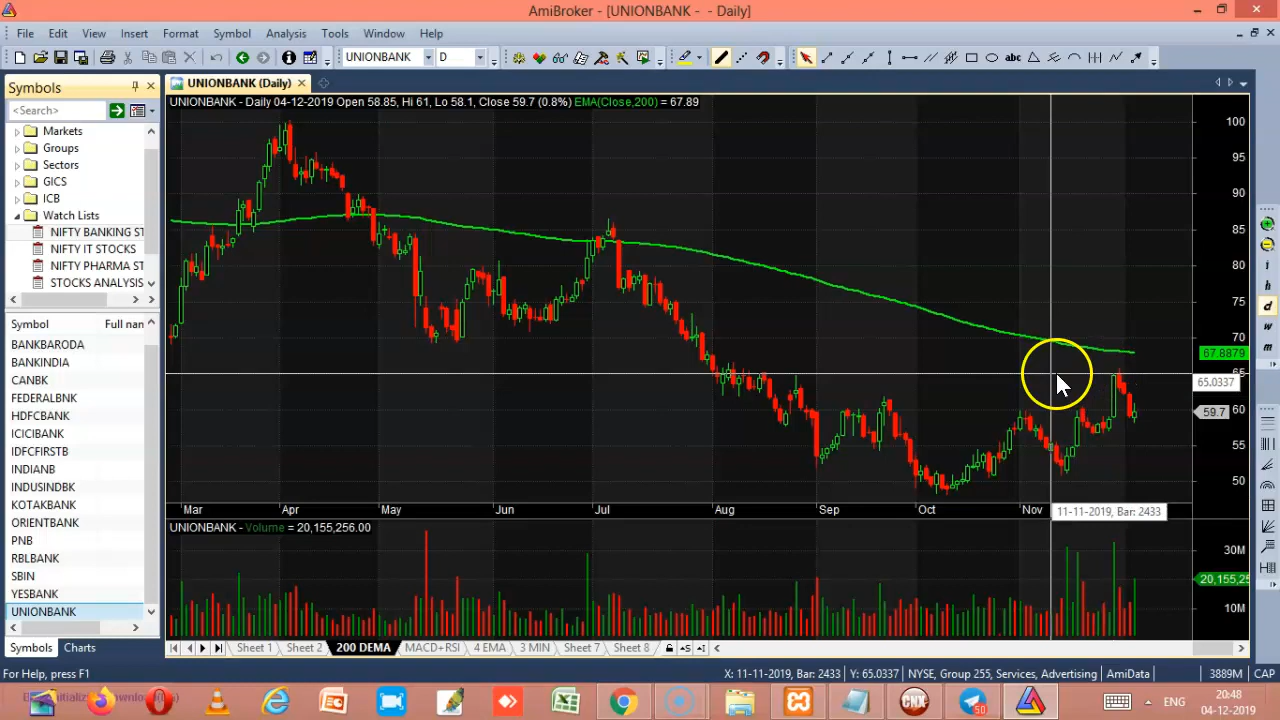 AmiBroker - [UNIONBANK - - Daily]
File Edit View Insert Format Symbol Analysis Tools Window Help
UNIONBANK D abc
Symbols
UNIONBANK (Daily)
<Search>
UNIONBANK - Daily 04-12-2019 Open 58.85, Hi 61, Lo 58.1, Close 59.7 (0.8%) EMA(Close,200) = 67.89
Markets
Groups
Sectors
GICS
ICB
Watch Lists
NIFTY BANKING ST
NIFTY IT STOCKS
NIFTY PHARMA ST
STOCKS ANALYSIS
Symbol Full nan
BANKBARODA
BANKINDIA
CANBK
FEDERALBNK
HDFCBANK
ICICIBANK
IDFCFIRSTB
INDIANB
INDUSINDBK
KOTAKBANK
ORIENTBANK
PNB
RBLBANK
SBIN
YESBANK
UNIONBANK
Symbols Charts
100
95
90
85
80
75
70
67.8879
65
65.0337
60
59.7
55
50
Mar Apr May Jun Jul Aug Sep Oct Nov
11-11-2019, Bar: 2433
UNIONBANK - Volume = 20,155,256.00
30M
20,155,25
10M
i
h
d
w
m
Sheet 1 Sheet 2 200 DEMA MACD+RSI 4 EMA 3 MIN Sheet 7 Sheet 8
For Help, press F1
X: 11-11-2019, Bar: 2433 Y: 65.0337 NYSE, Group 255, Services, Advertising AmiData 3889M CAP
CNX
50
ENG
20:48
04-12-2019